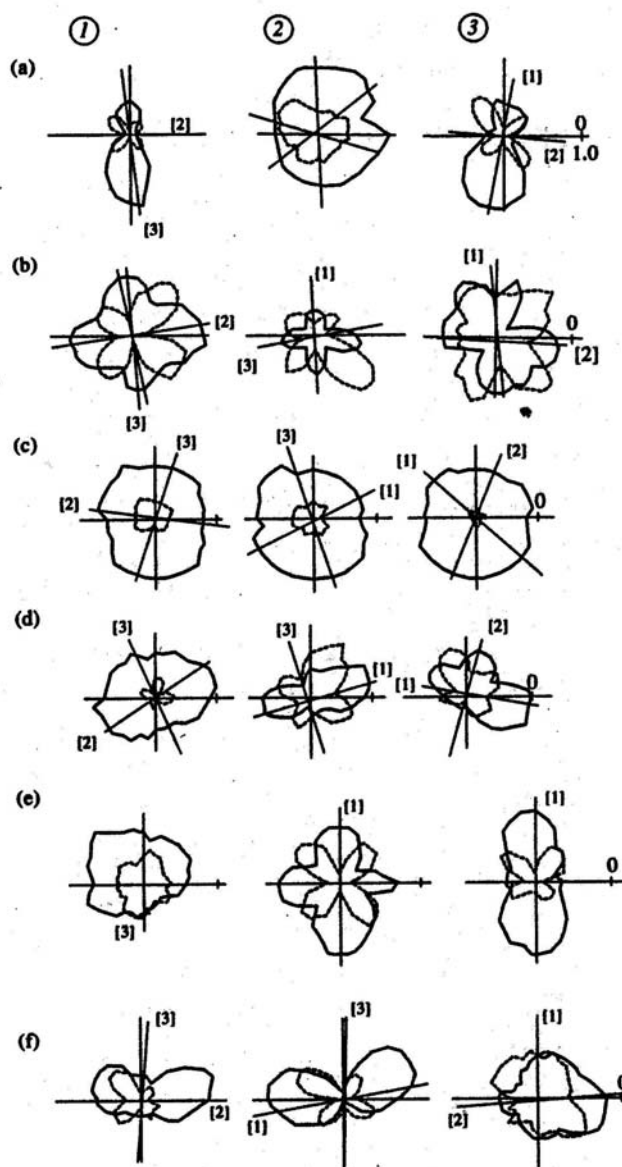 ① ② ③
(a)
[1]
[2] 0
[2] 1.0
[3]
(b)
[1] [1]
[2] 0
[3] [2]
[3]
(c)
[3] [3] [2]
[1] [1]
[2] 0
(d)
[3] [3] [2]
[1] [1] 0
[2]
(e)
[1] [1]
0
[3]
(f)
[3] [3] [1]
0
[2] [1] [2]